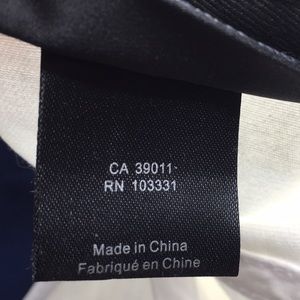 CA 39011
RN 103331
Made in China
Fabriqué en Chine